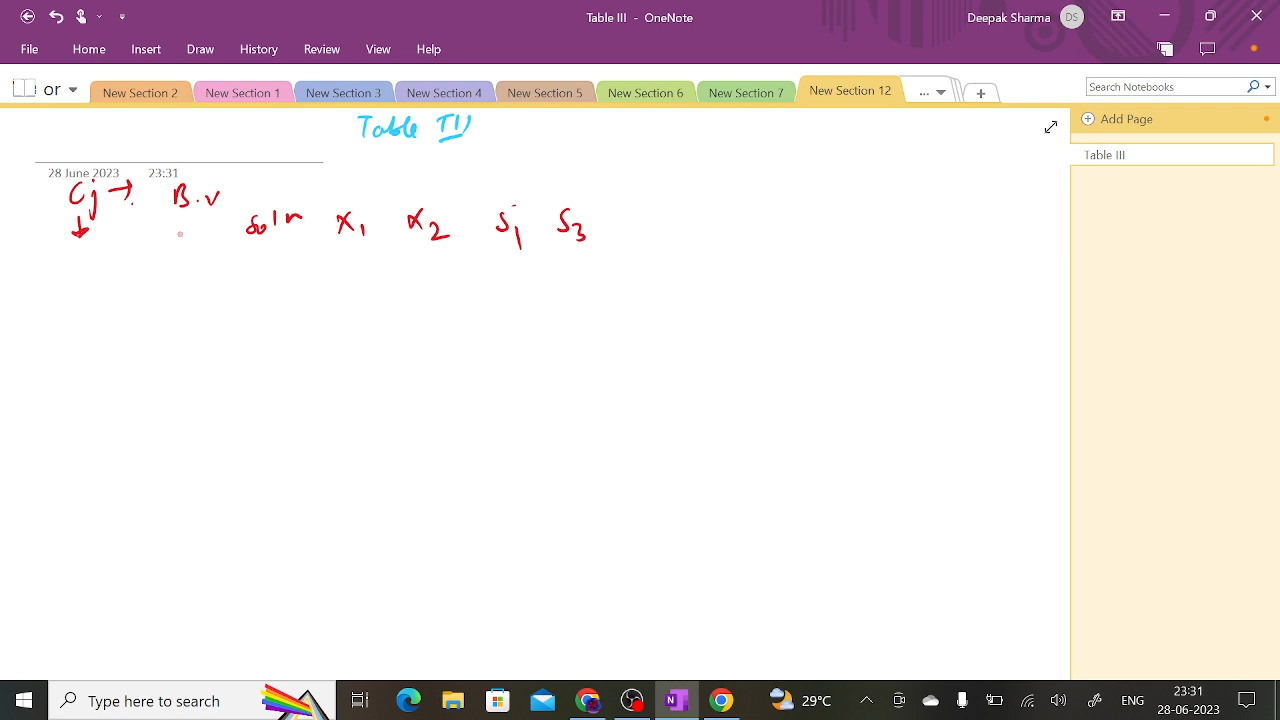 Table III - OneNote
Deepak Sharma DS
File Home Insert Draw History Review View Help
or New Section 2 New Section 1 New Section 3 New Section 4 New Section 5 New Section 6 New Section 7 New Section 12 ... Search Notebooks
Table III
Add Page
Table III
28 June 2023 23:31
Cj → B.v
↓ soln x1 x2 S1 S3
Type here to search
29°C
ENG
28-06-2023